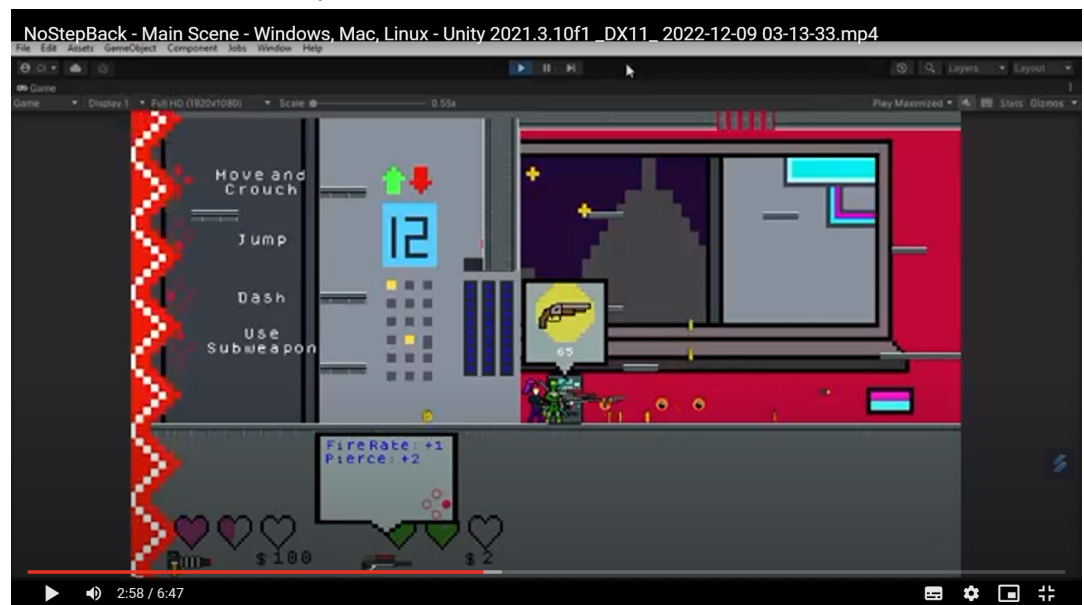 NoStepBack - Main Scene - Windows, Mac, Linux - Unity 2021.3.10f1 _DX11_ 2022-12-09 03-13-33.mp4
File Edit Assets GameObject Component Jobs Window Help
Layers Layout
Game
Game Display 1 Full HD (1920x1080) Scale 0.55x Play Maximized Stats Gizmos
Move and
Crouch
12
Jump
Dash
Use
Subweapon
65
FireRate: +1
Pierce: +2
$100 $2
2:58 / 6:47